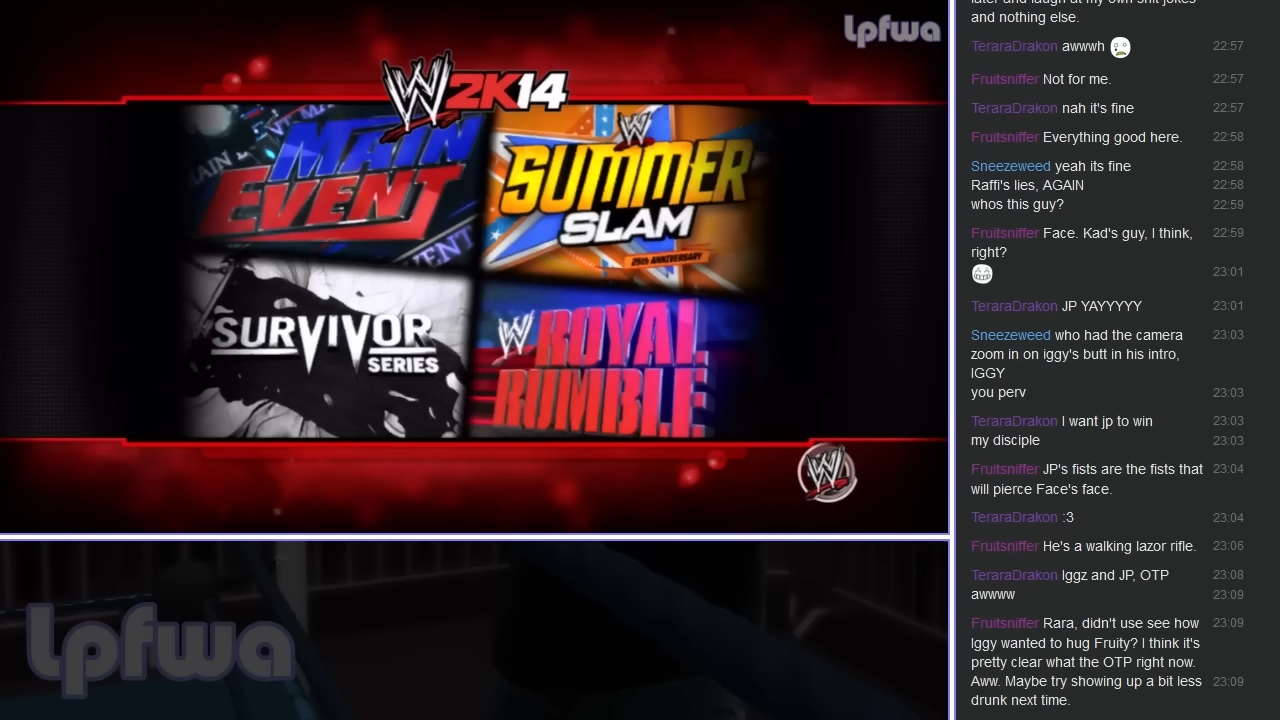 Lpfwa
W2K14
MAIN
EVENT
MAIN
EVENT
W
SUMMER
SLAM
25th ANNIVERSARY
SURVIVOR
SERIES
W
ROYAL
RUMBLE
W
Lpfwa
and nothing else.
TeraraDrakon awwwh 22:57
Fruitsniffer Not for me. 22:57
TeraraDrakon nah it's fine 22:57
Fruitsniffer Everything good here. 22:58
Sneezeweed yeah its fine 22:58
Raffi's lies, AGAIN 22:58
whos this guy? 22:59
Fruitsniffer Face. Kad's guy, I think, 22:59
right?
23:01
TeraraDrakon JP YAYYYYY 23:01
Sneezeweed who had the camera 23:03
zoom in on iggy's butt in his intro,
IGGY
you perv 23:03
TeraraDrakon I want jp to win 23:03
my disciple 23:03
Fruitsniffer JP's fists are the fists that 23:04
will pierce Face's face.
TeraraDrakon :3 23:04
Fruitsniffer He's a walking lazor rifle. 23:06
TeraraDrakon Iggz and JP, OTP 23:08
awwww 23:09
Fruitsniffer Rara, didn't use see how 23:09
Iggy wanted to hug Fruity? I think it's
pretty clear what the OTP right now.
Aww. Maybe try showing up a bit less 23:09
drunk next time.